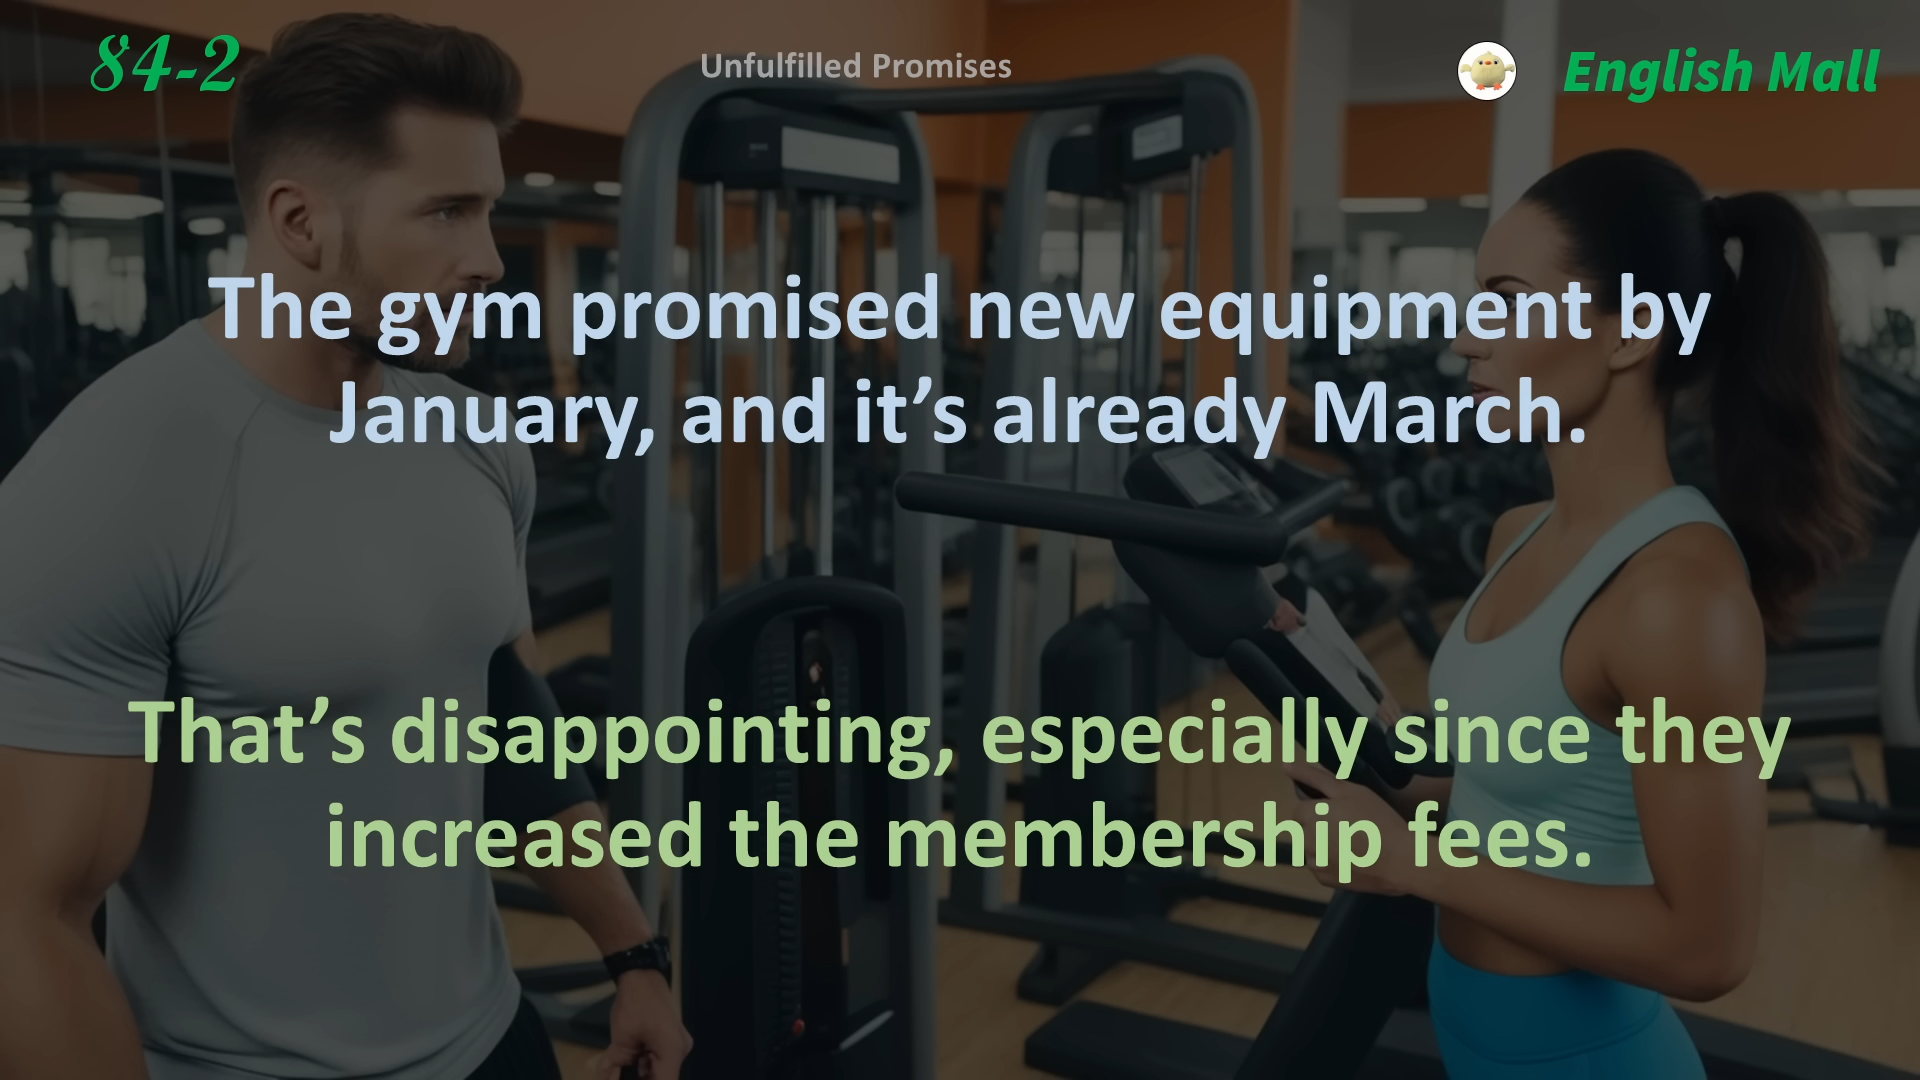 84-2
Unfulfilled Promises
English Mall
The gym promised new equipment by
January, and it’s already March.
That’s disappointing, especially since they
increased the membership fees.